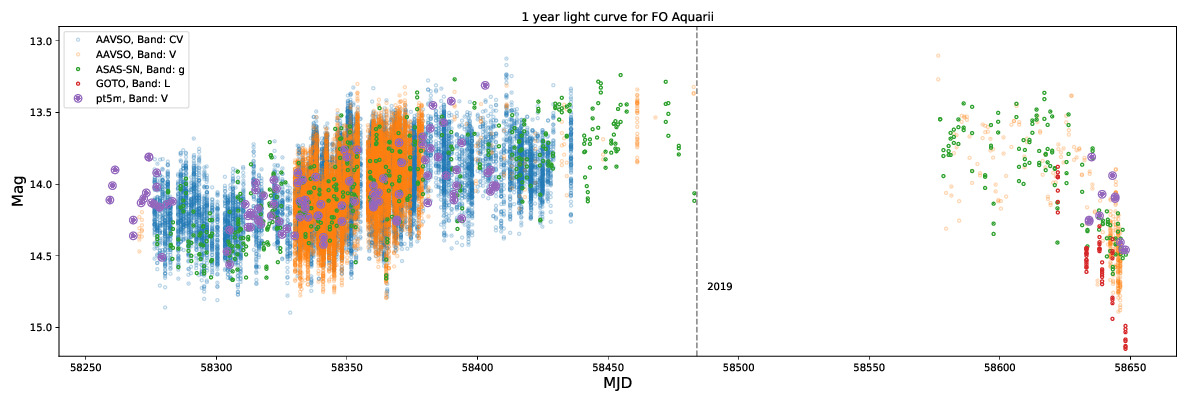 1 year light curve for FO Aquarii
AAVSO, Band: CV
AAVSO, Band: V
ASAS-SN, Band: g
GOTO, Band: L
pt5m, Band: V
Mag
13.0
13.5
14.0
14.5
15.0
2019
58250 58300 58350 58400 58450 58500 58550 58600 58650
MJD